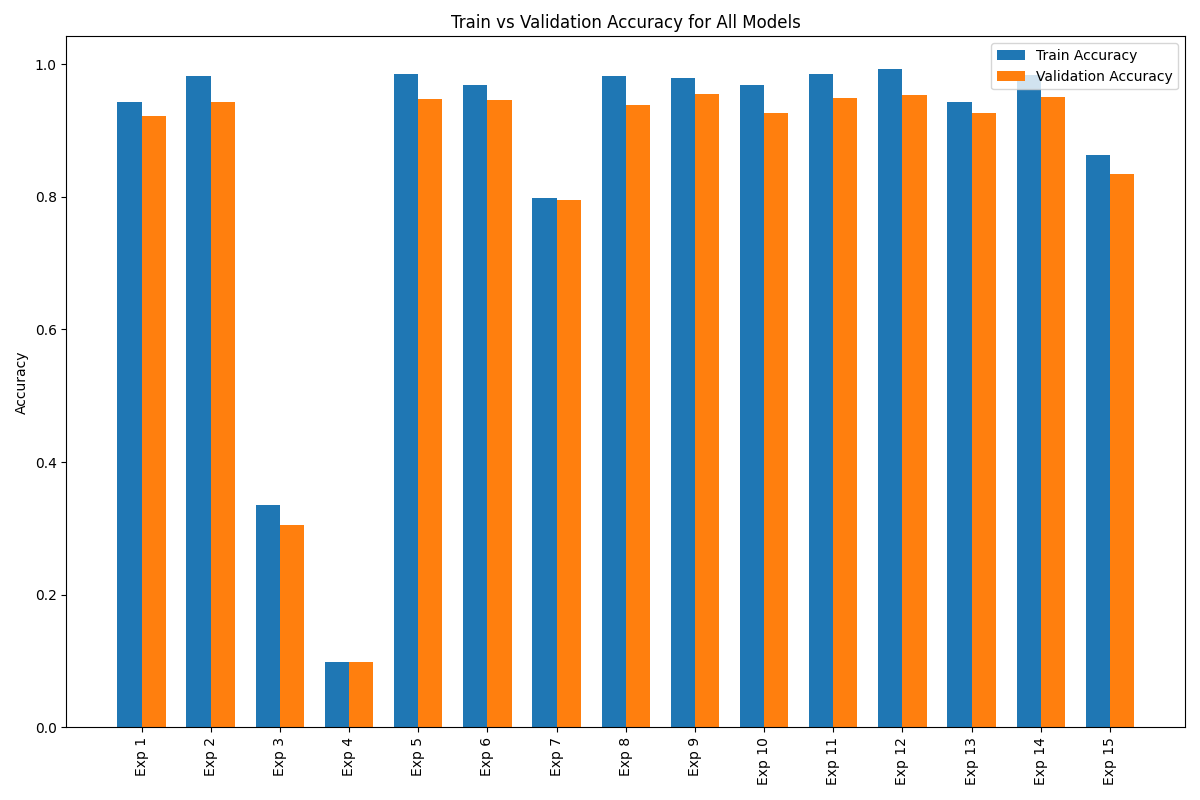 Train vs Validation Accuracy for All Models
Train Accuracy
Validation Accuracy
Accuracy
1.0
0.8
0.6
0.4
0.2
0.0
Exp 1
Exp 2
Exp 3
Exp 4
Exp 5
Exp 6
Exp 7
Exp 8
Exp 9
Exp 10
Exp 11
Exp 12
Exp 13
Exp 14
Exp 15